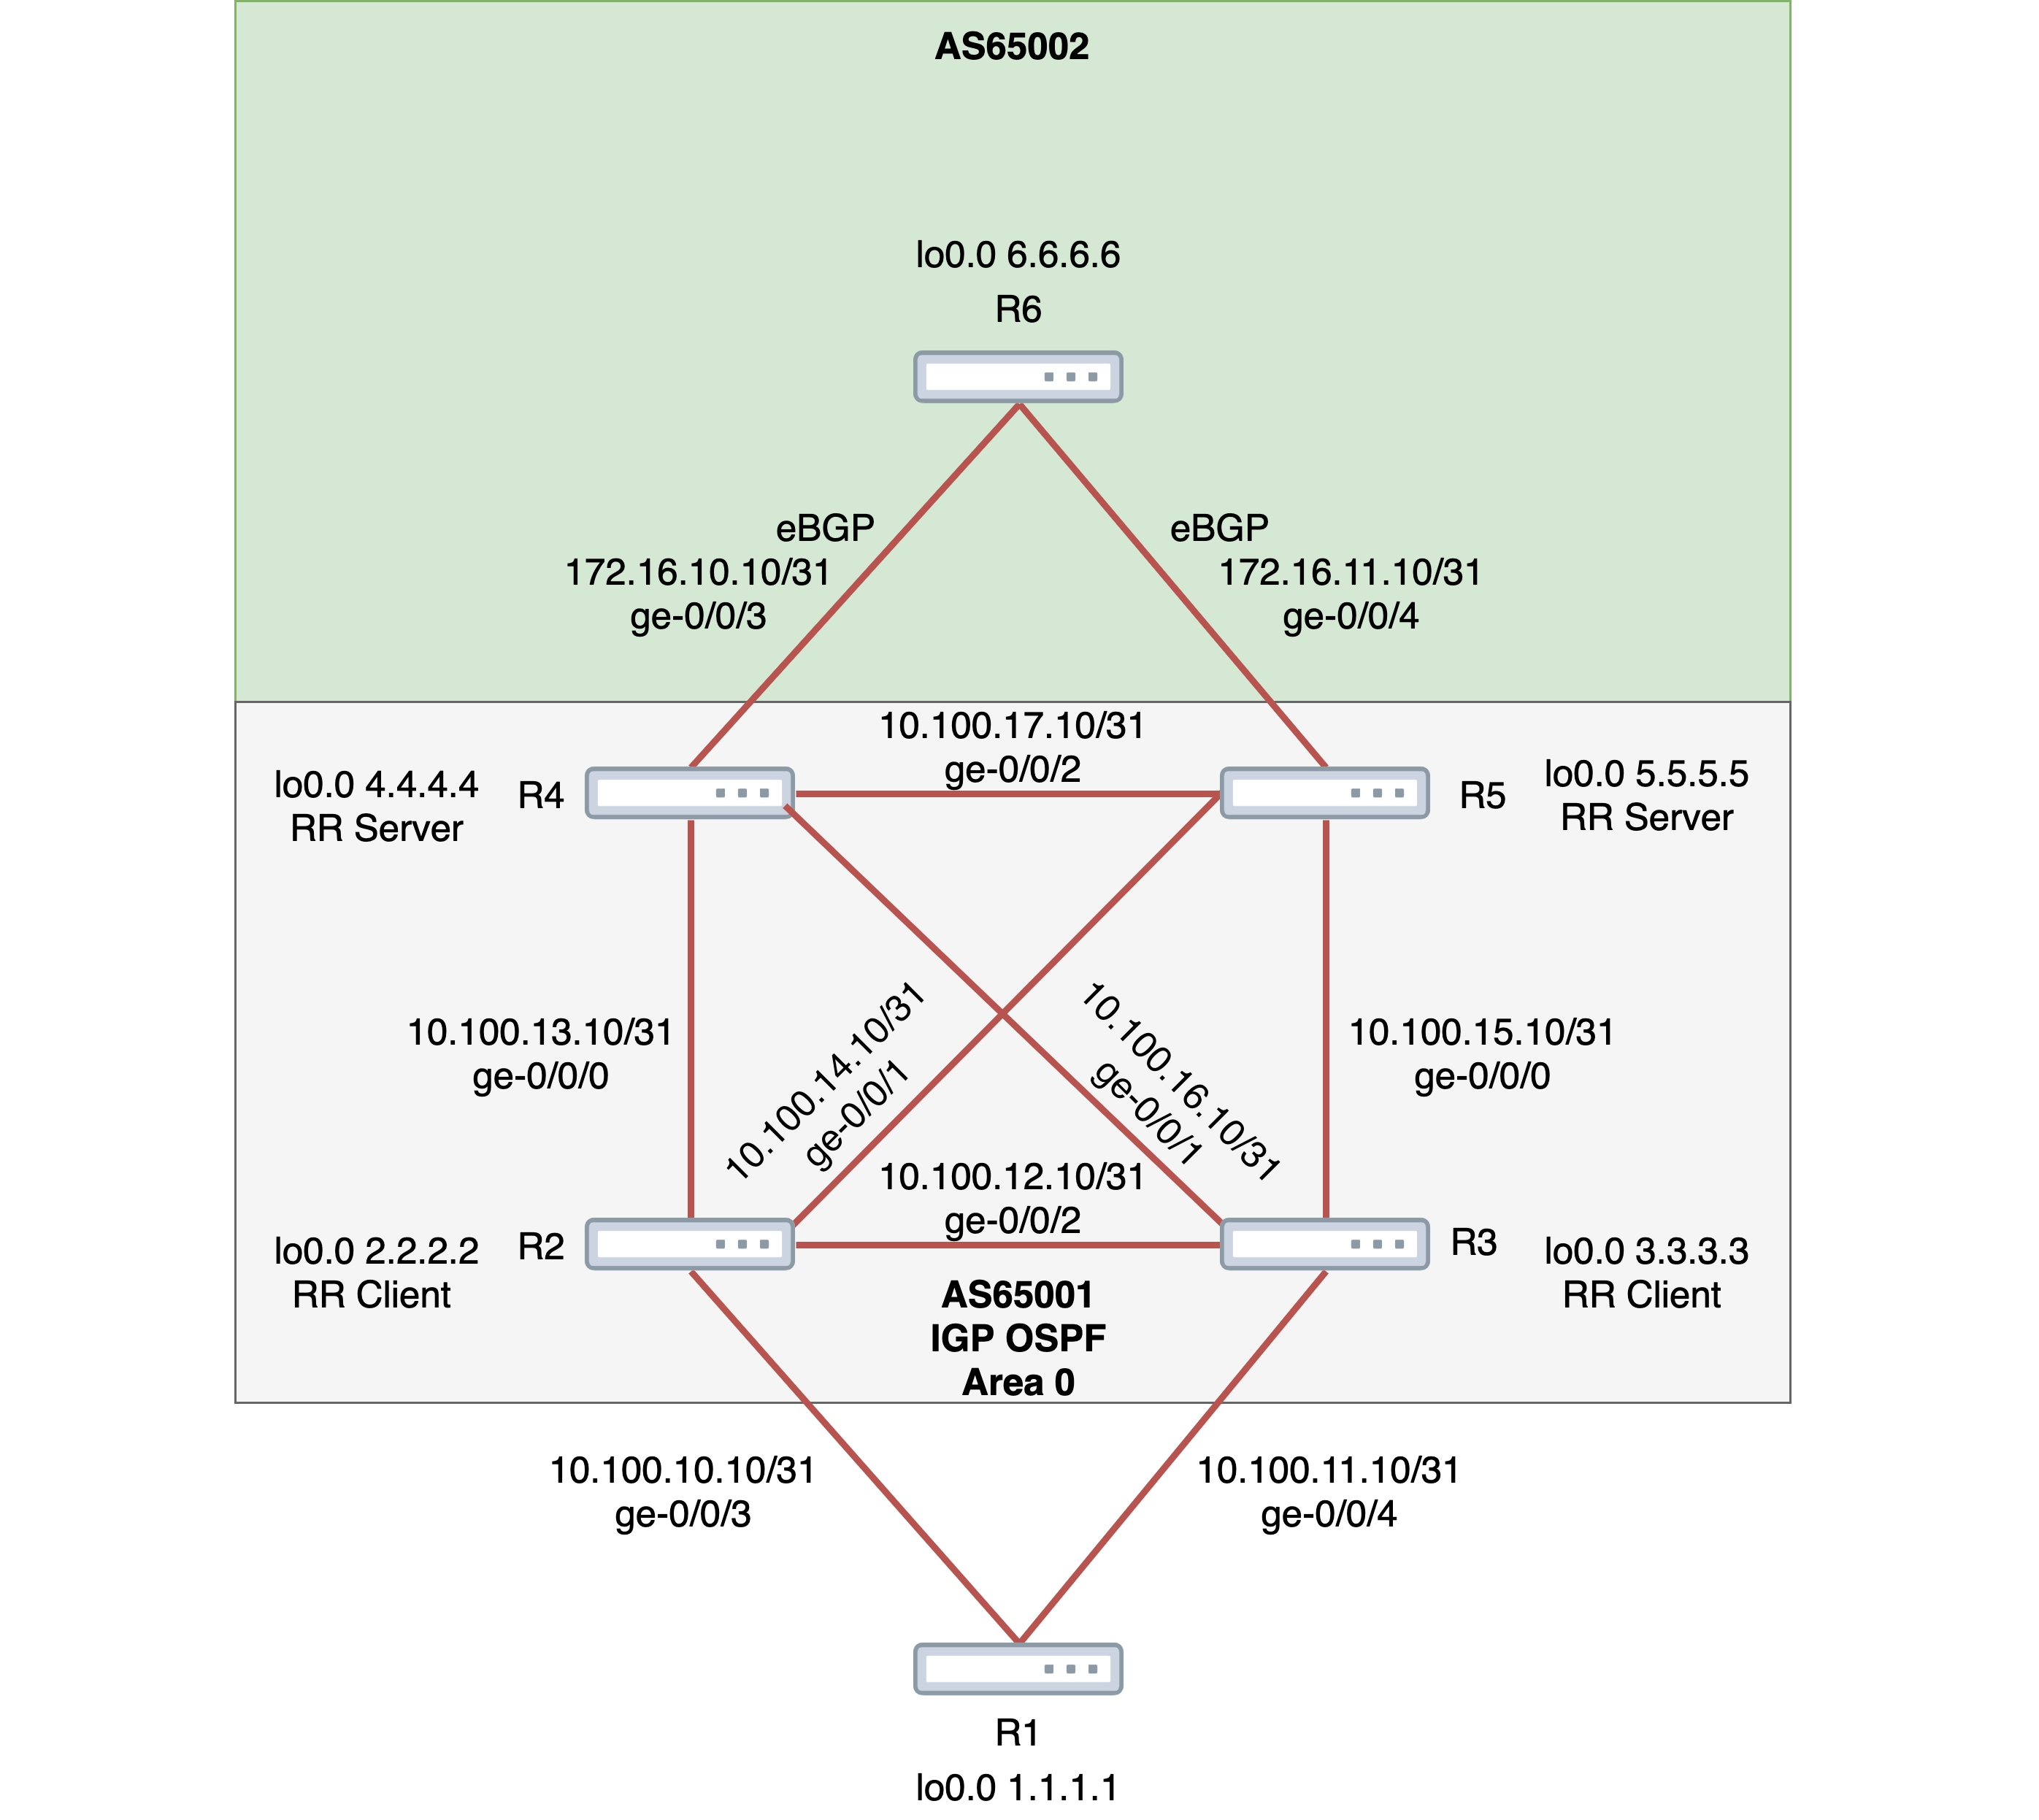 AS65002
lo0.0 6.6.6.6
R6
eBGP
172.16.10.10/31
ge-0/0/3
eBGP
172.16.11.10/31
ge-0/0/4
10.100.17.10/31
ge-0/0/2
lo0.0 4.4.4.4
RR Server
R4
R5
lo0.0 5.5.5.5
RR Server
10.100.13.10/31
ge-0/0/0
10.100.14.10/31
ge-0/0/1
10.100.16.10/31
ge-0/0/1
10.100.15.10/31
ge-0/0/0
10.100.12.10/31
ge-0/0/2
lo0.0 2.2.2.2
RR Client
R2
R3
lo0.0 3.3.3.3
RR Client
AS65001
IGP OSPF
Area 0
10.100.10.10/31
ge-0/0/3
10.100.11.10/31
ge-0/0/4
R1
lo0.0 1.1.1.1